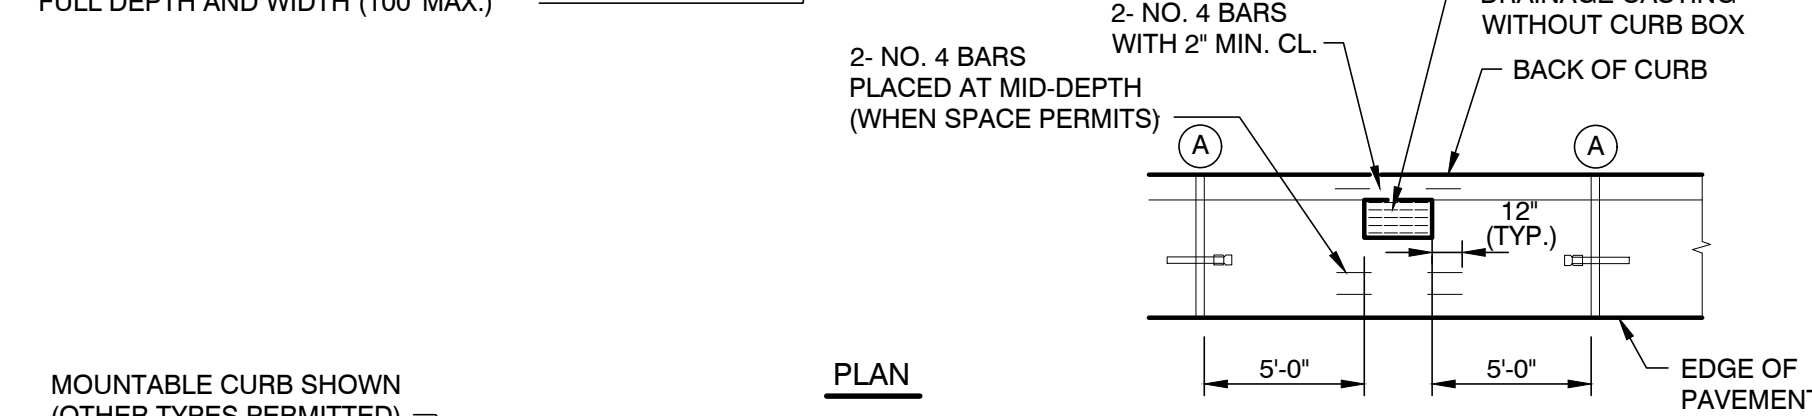 FULL DEPTH AND WIDTH (100' MAX.)
2- NO. 4 BARS
WITH 2" MIN. CL.
DRAINAGE CASTING
WITHOUT CURB BOX
2- NO. 4 BARS
PLACED AT MID-DEPTH
(WHEN SPACE PERMITS)
BACK OF CURB
A
A
12"
(TYP.)
5'-0"
5'-0"
EDGE OF
PAVEMENT
PLAN
MOUNTABLE CURB SHOWN
(OTHER TYPES PERMITTED)